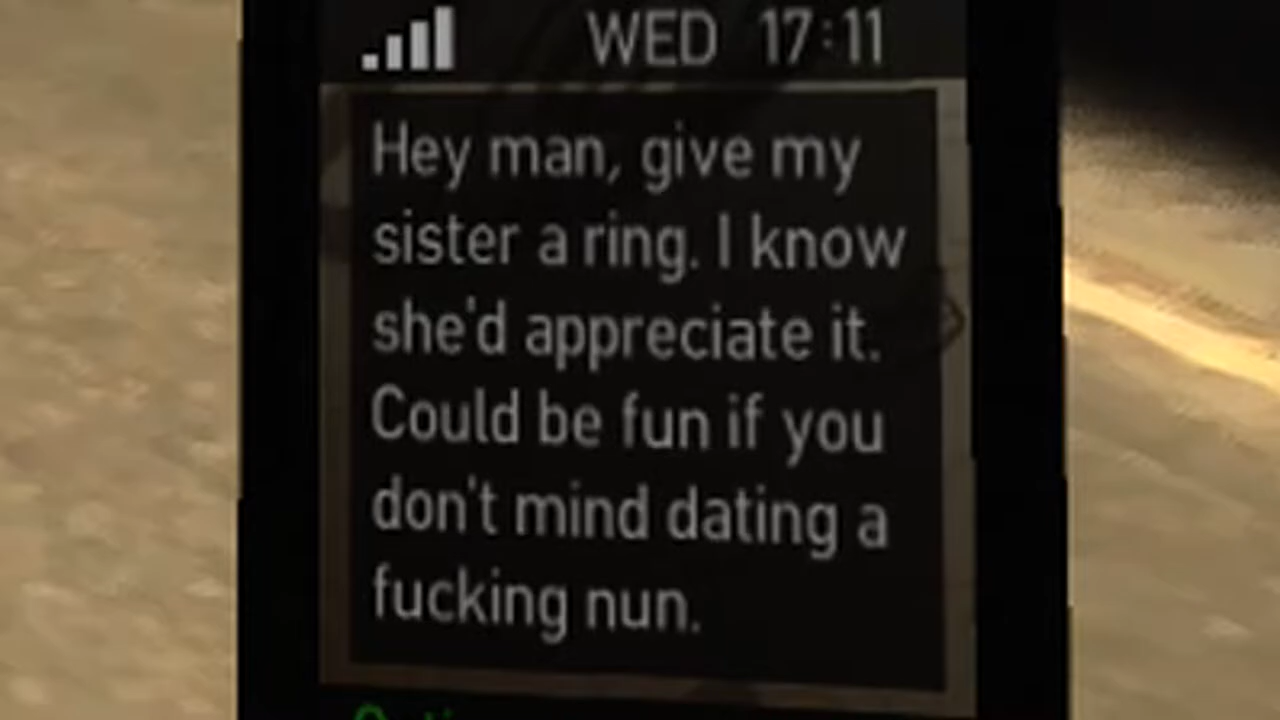 WED 17:11
Hey man, give my
sister a ring. I know
she'd appreciate it.
Could be fun if you
don't mind dating a
fucking nun.